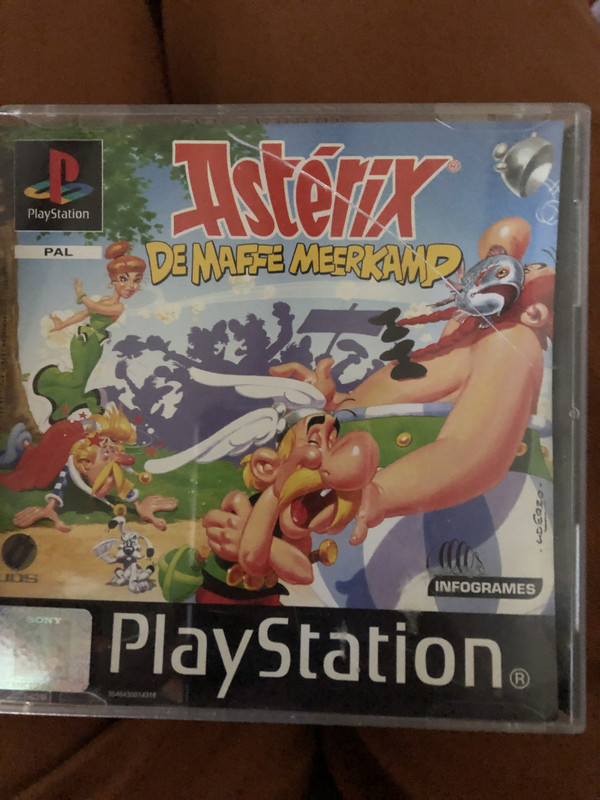 PlayStation
PAL
Astérix ®
DE MAFFE MEERKAMP
INFOGRAMES
SONY
PlayStation ®